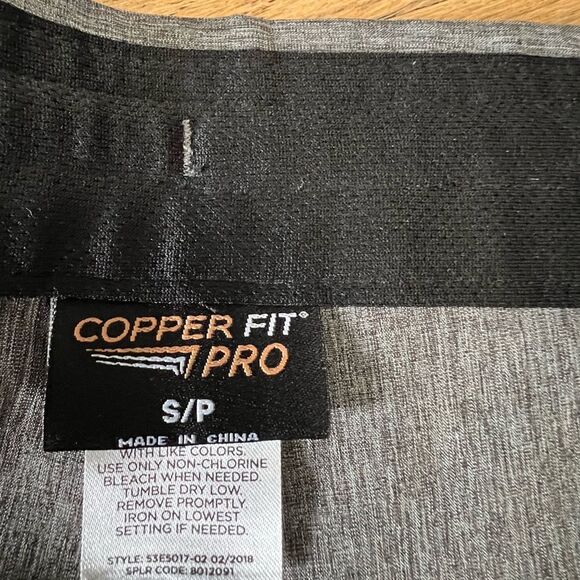 COPPER FIT®
PRO
S/P
MADE IN CHINA
WITH LIKE COLORS.
USE ONLY NON-CHLORINE
BLEACH WHEN NEEDED.
TUMBLE DRY LOW.
REMOVE PROMPTLY.
IRON ON LOWEST
SETTING IF NEEDED.
STYLE: 53E5017-02 02/2018
SPLR CODE: 8012091